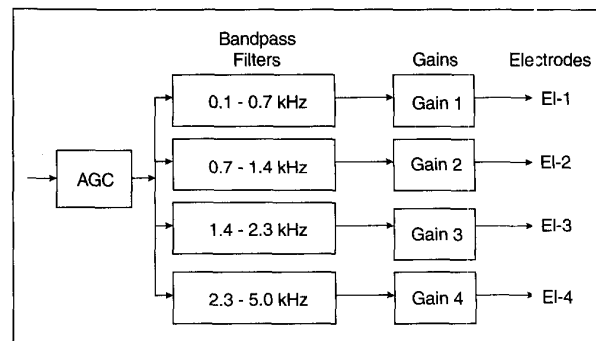 Bandpass
Filters
Gains
Electrodes
0.1 - 0.7 kHz
Gain 1
El-1
0.7 - 1.4 kHz
Gain 2
El-2
AGC
1.4 - 2.3 kHz
Gain 3
El-3
2.3 - 5.0 kHz
Gain 4
El-4